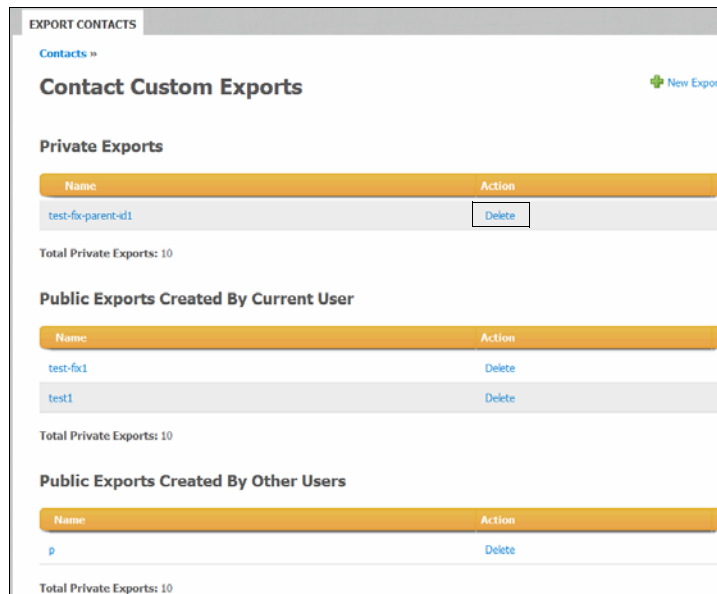 EXPORT CONTACTS
Contacts »
Contact Custom Exports
New Expor
Private Exports
Name Action
test-fix-parent-id1 Delete
Total Private Exports: 10
Public Exports Created By Current User
Name Action
test-fix1 Delete
test1 Delete
Total Private Exports: 10
Public Exports Created By Other Users
Name Action
p Delete
Total Private Exports: 10